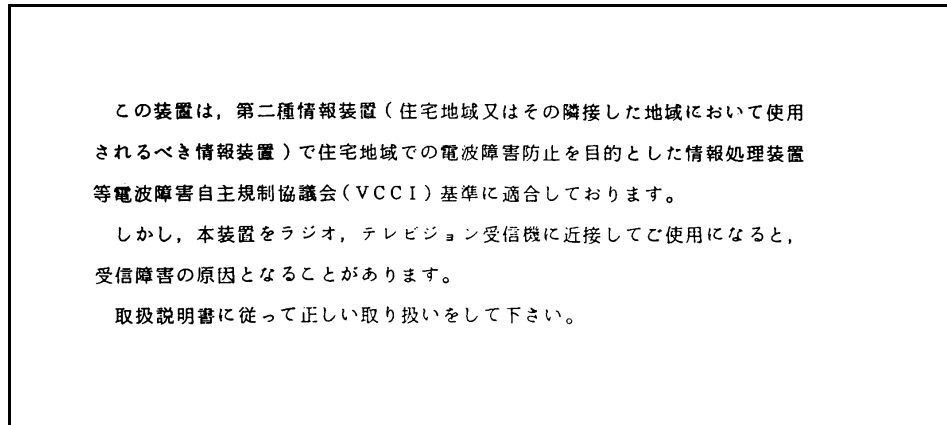 この装置は，第二種情報装置（住宅地域又はその隣接した地域において使用
されるべき情報装置）で住宅地域での電波障害防止を目的とした情報処理装置
等電波障害自主規制協議会（ＶＣＣＩ）基準に適合しております。
しかし，本装置をラジオ，テレビジョン受信機に近接してご使用になると，
受信障害の原因となることがあります。
取扱説明書に従って正しい取り扱いをして下さい。